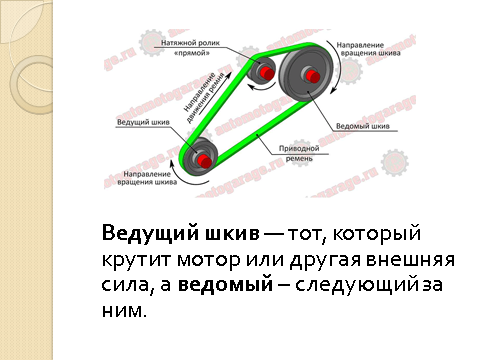 Натяжной ролик
«прямой»
Направление
вращения шкива
Направление
движения ремня
Ведущий шкив
Ведомый шкив
Приводной
ремень
Направление
вращения шкива
Ведущий шкив — тот, который
крутит мотор или другая внешняя
сила, а ведомый – следующий за
ним.